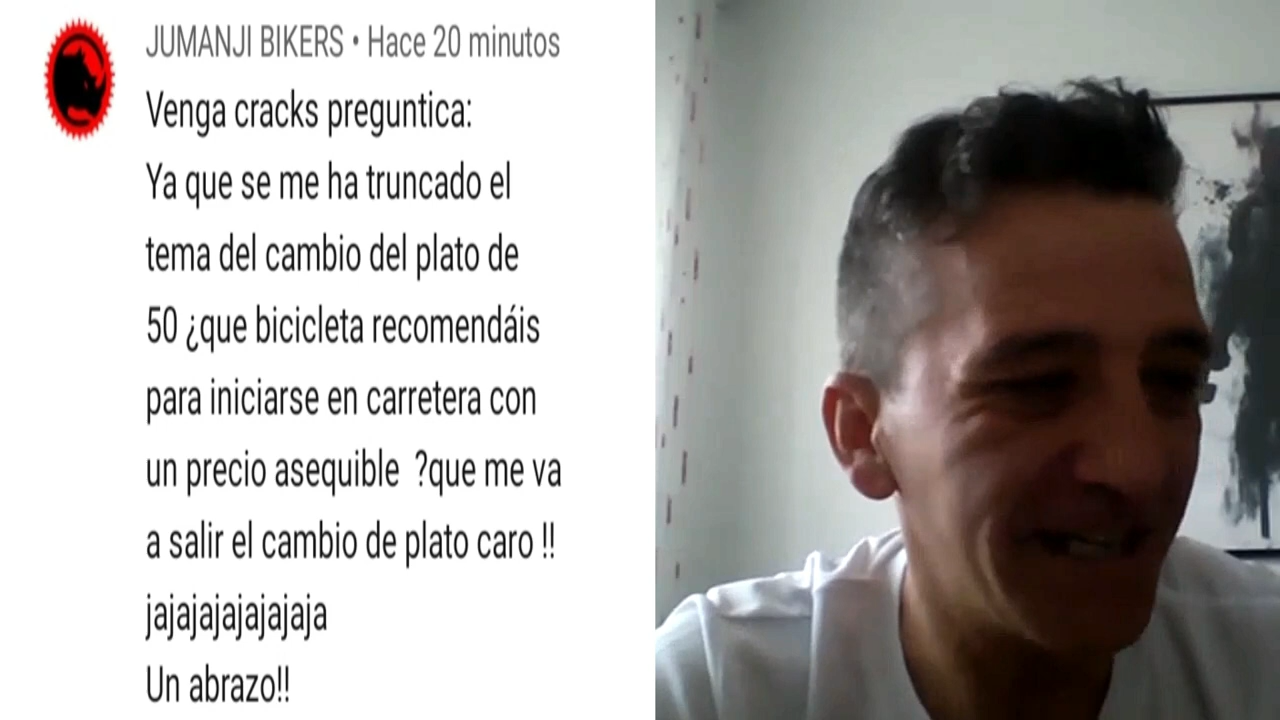 JUMANJI BIKERS • Hace 20 minutos
Venga cracks preguntica:
Ya que se me ha truncado el
tema del cambio del plato de
50 ¿que bicicleta recomendáis
para iniciarse en carretera con
un precio asequible ?que me va
a salir el cambio de plato caro !!
jajajajajajajaja
Un abrazo!!